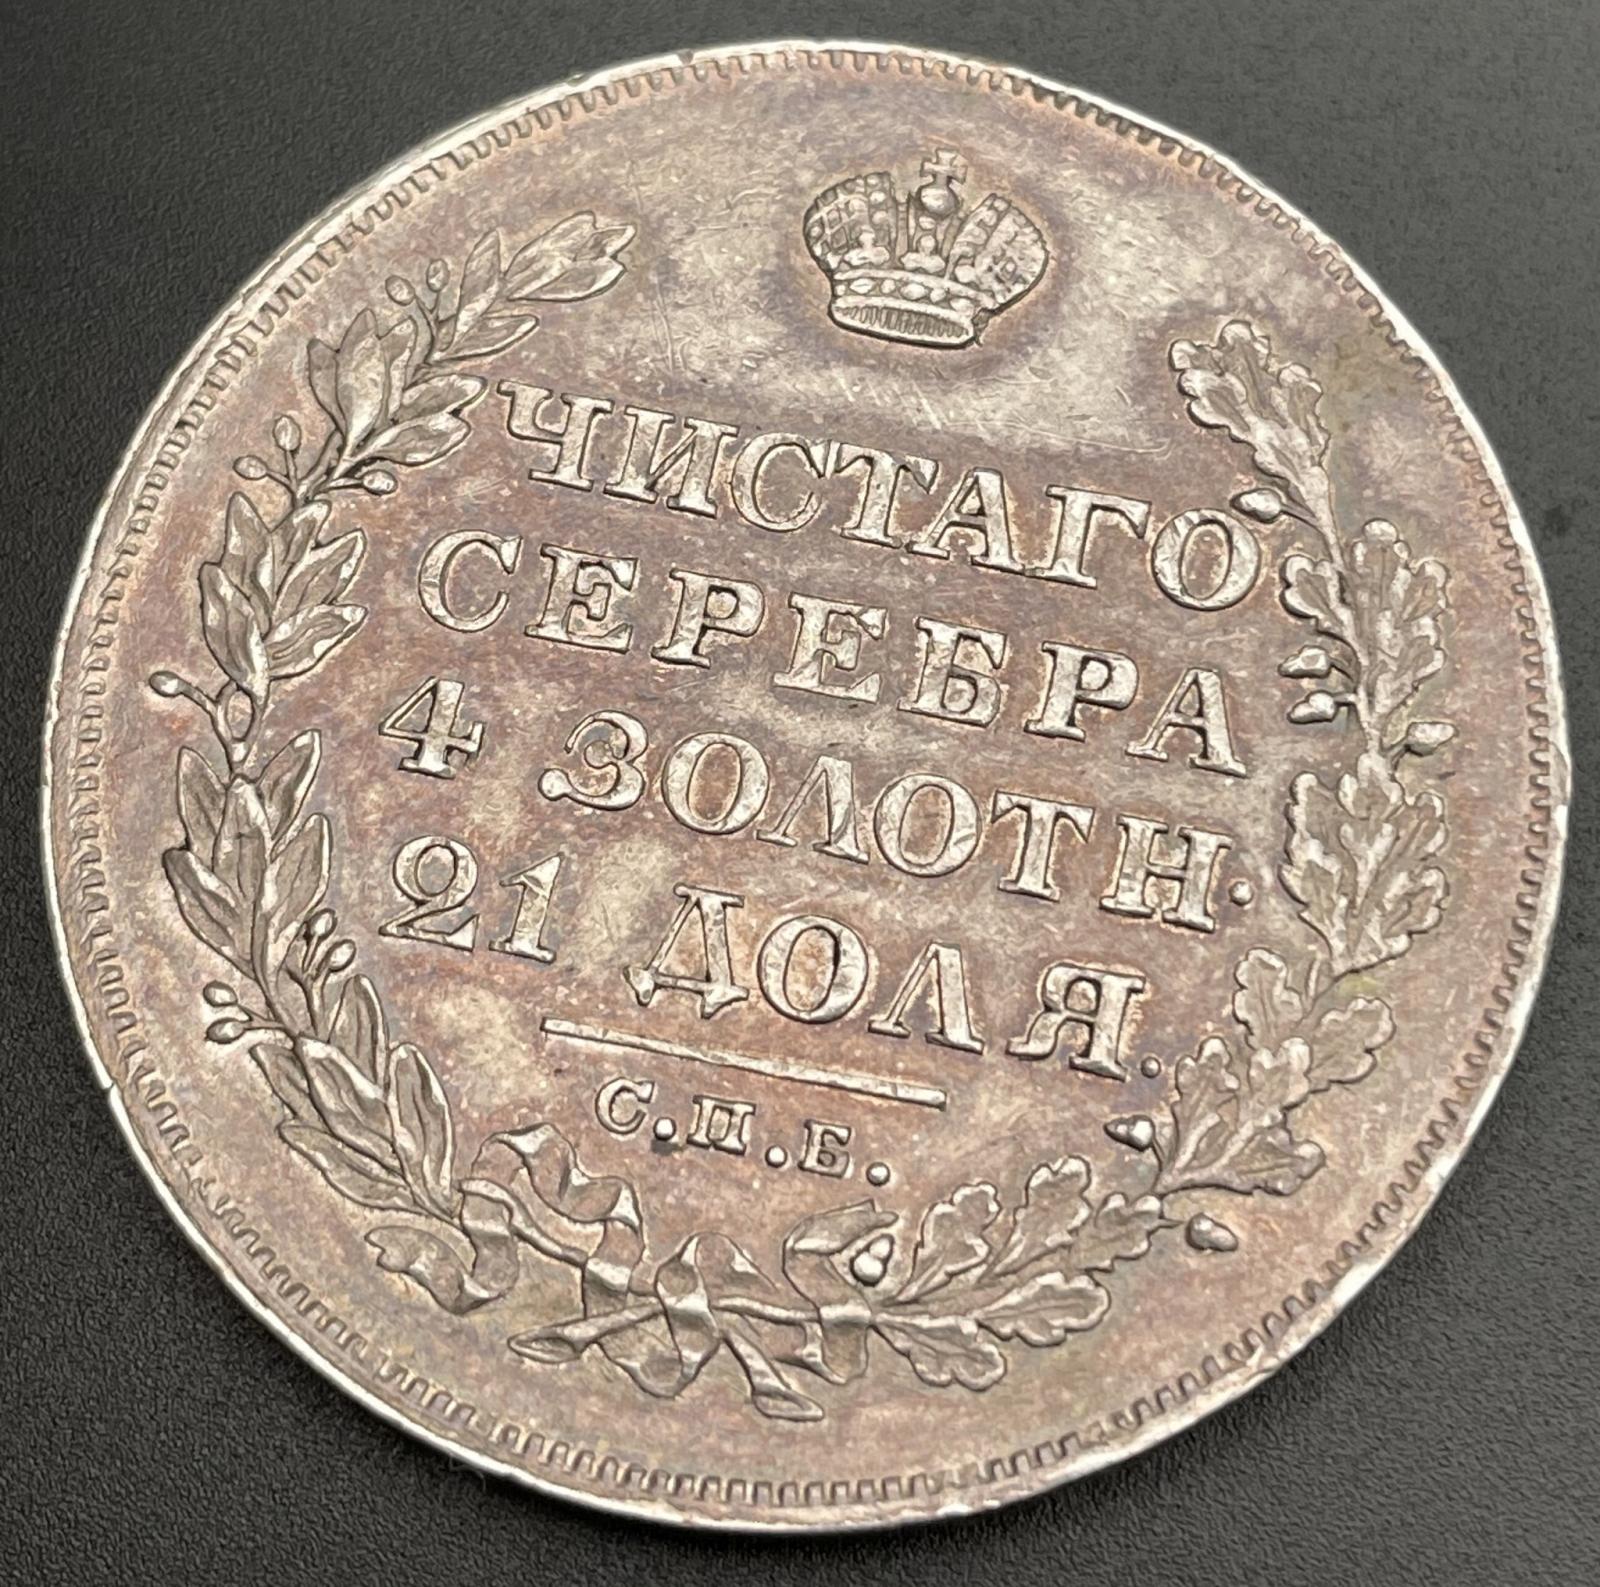 ЧИСТАГО
СЕРЕБРА
4 ЗОЛОТН.
21 ДОЛЯ.
С.П.Б.